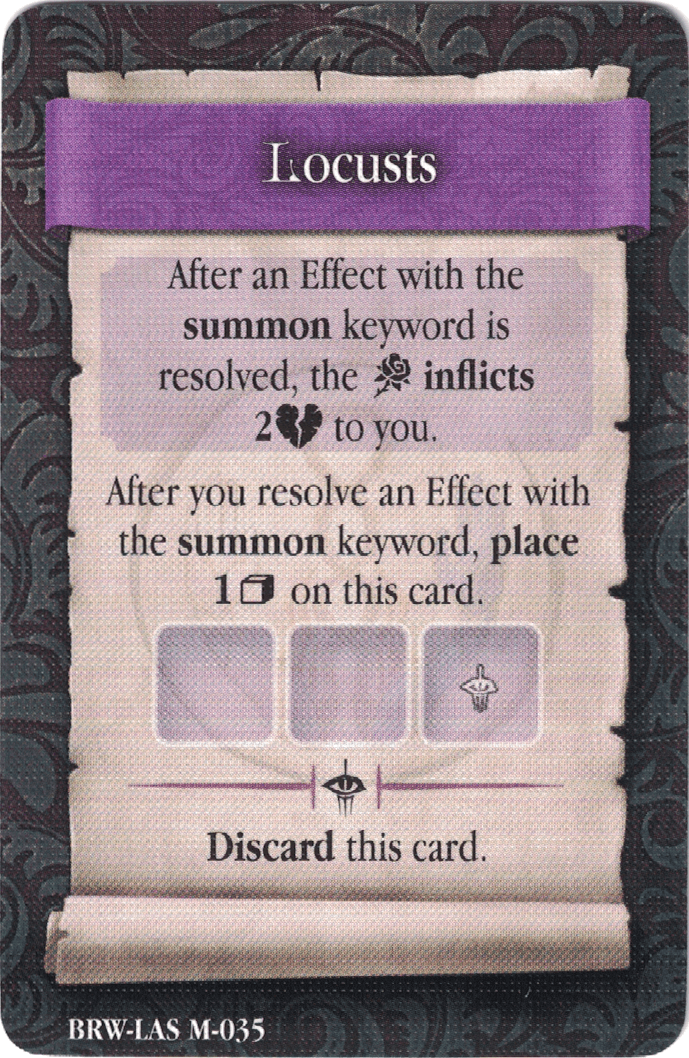 Locusts
After an Effect with the
summon keyword is
resolved, the inflicts
2 to you.
After you resolve an Effect with
the summon keyword, place
1 on this card.
Discard this card.
BRW-LAS M-035